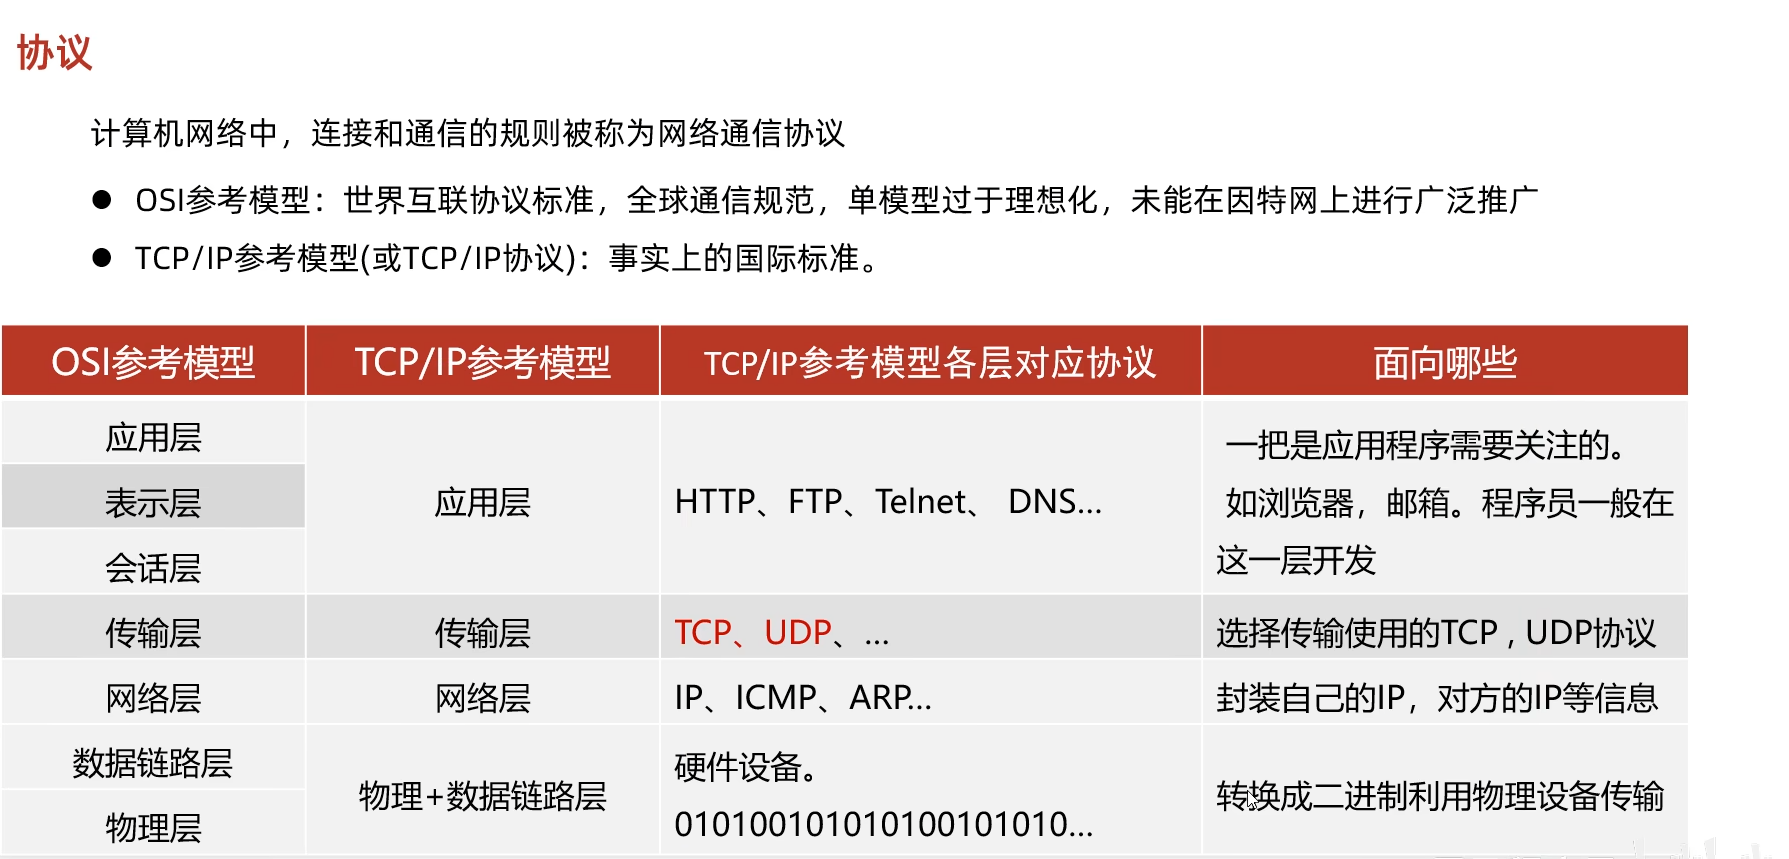 协议
计算机网络中，连接和通信的规则被称为网络通信协议
● OSI参考模型：世界互联协议标准，全球通信规范，单模型过于理想化，未能在因特网上进行广泛推广
● TCP/IP参考模型(或TCP/IP协议)：事实上的国际标准。
OSI参考模型 TCP/IP参考模型 TCP/IP参考模型各层对应协议 面向哪些
应用层
表示层
会话层
应用层
HTTP、FTP、Telnet、 DNS...
一把是应用程序需要关注的。
如浏览器，邮箱。程序员一般在
这一层开发
传输层 传输层 TCP、UDP、... 选择传输使用的TCP , UDP协议
网络层 网络层 IP、ICMP、ARP... 封装自己的IP，对方的IP等信息
数据链路层
物理层
物理+数据链路层
硬件设备。
010100101010100101010...
转换成二进制利用物理设备传输